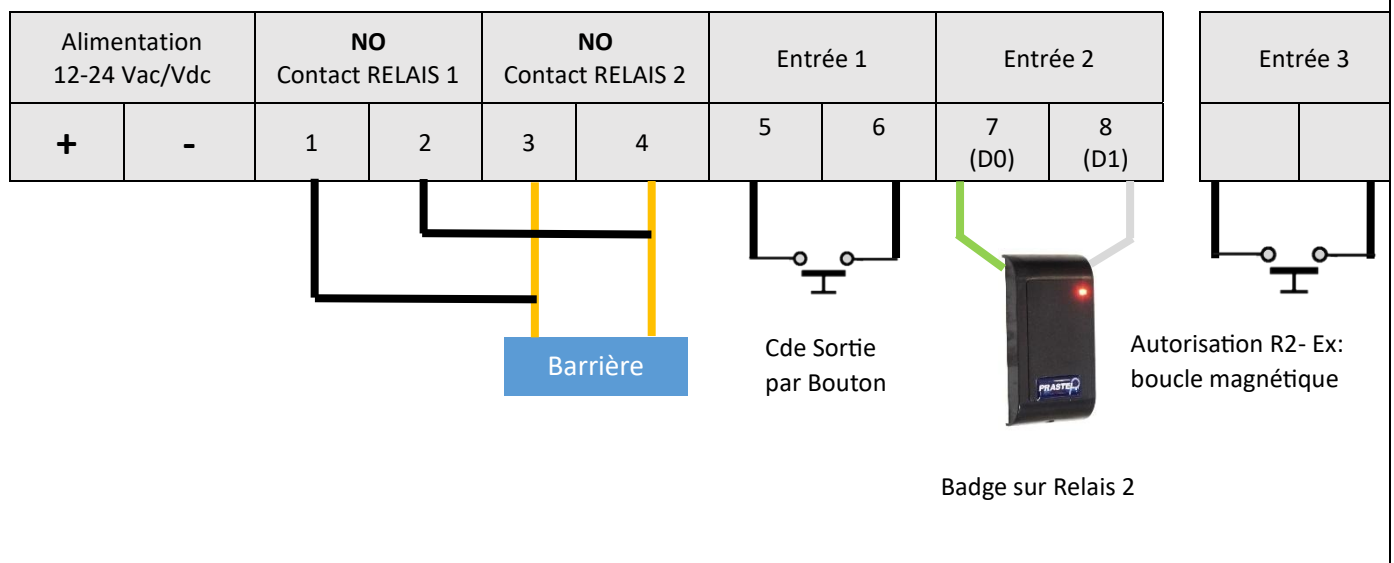 Alimentation
12-24 Vac/Vdc
NO
Contact RELAIS 1
NO
Contact RELAIS 2
Entrée 1
Entrée 2
Entrée 3
+
-
1
2
3
4
5
6
7
(D0)
8
(D1)
Barrière
Cde Sortie
par Bouton
PRASTEL
Autorisation R2- Ex:
boucle magnétique
Badge sur Relais 2